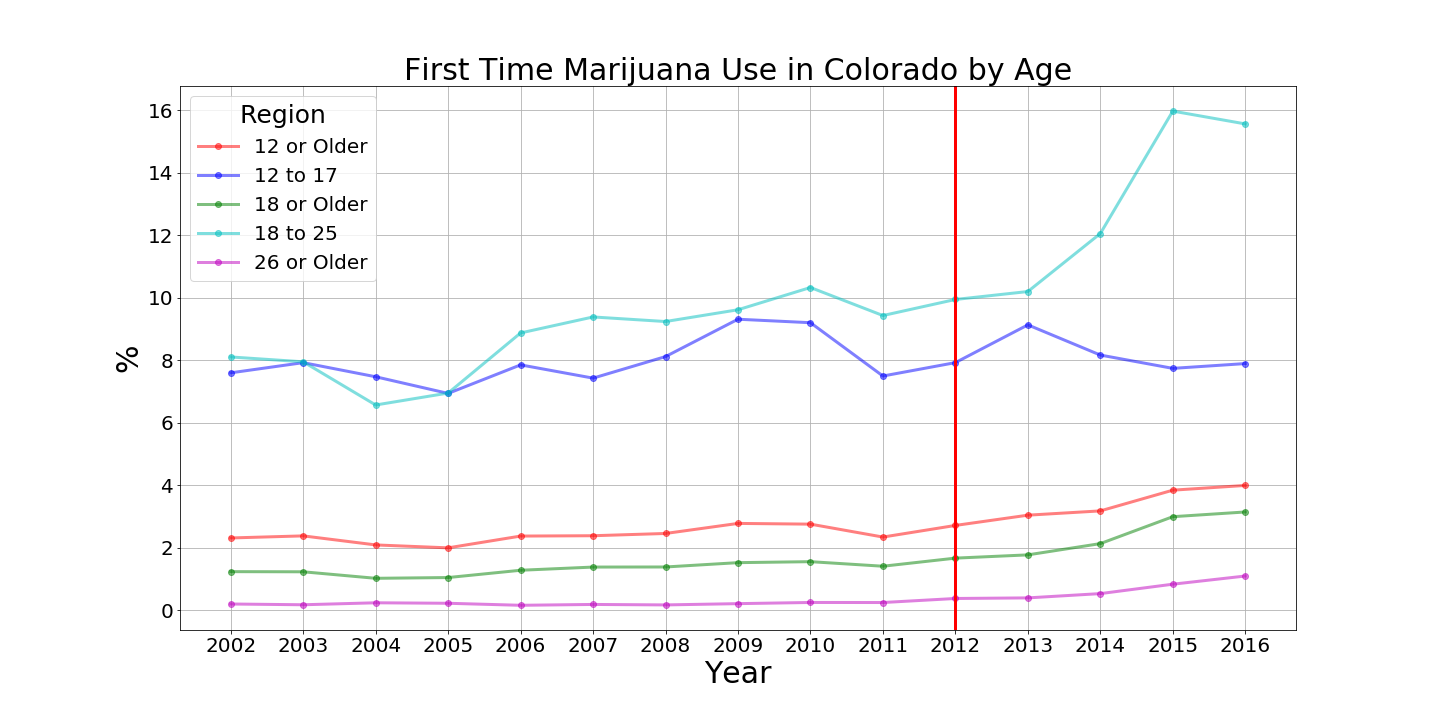 First Time Marijuana Use in Colorado by Age
Region
12 or Older
12 to 17
18 or Older
18 to 25
26 or Older
16
14
12
10
8
6
4
2
0
%
2002 2003 2004 2005 2006 2007 2008 2009 2010 2011 2012 2013 2014 2015 2016
Year